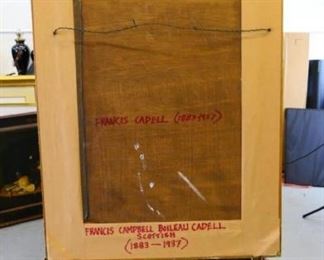 FRANCIS CADELL (1883-1937)
FRANCIS CAMPBELL BOILEAU CADELL
SCOTTISH
(1883-1937)